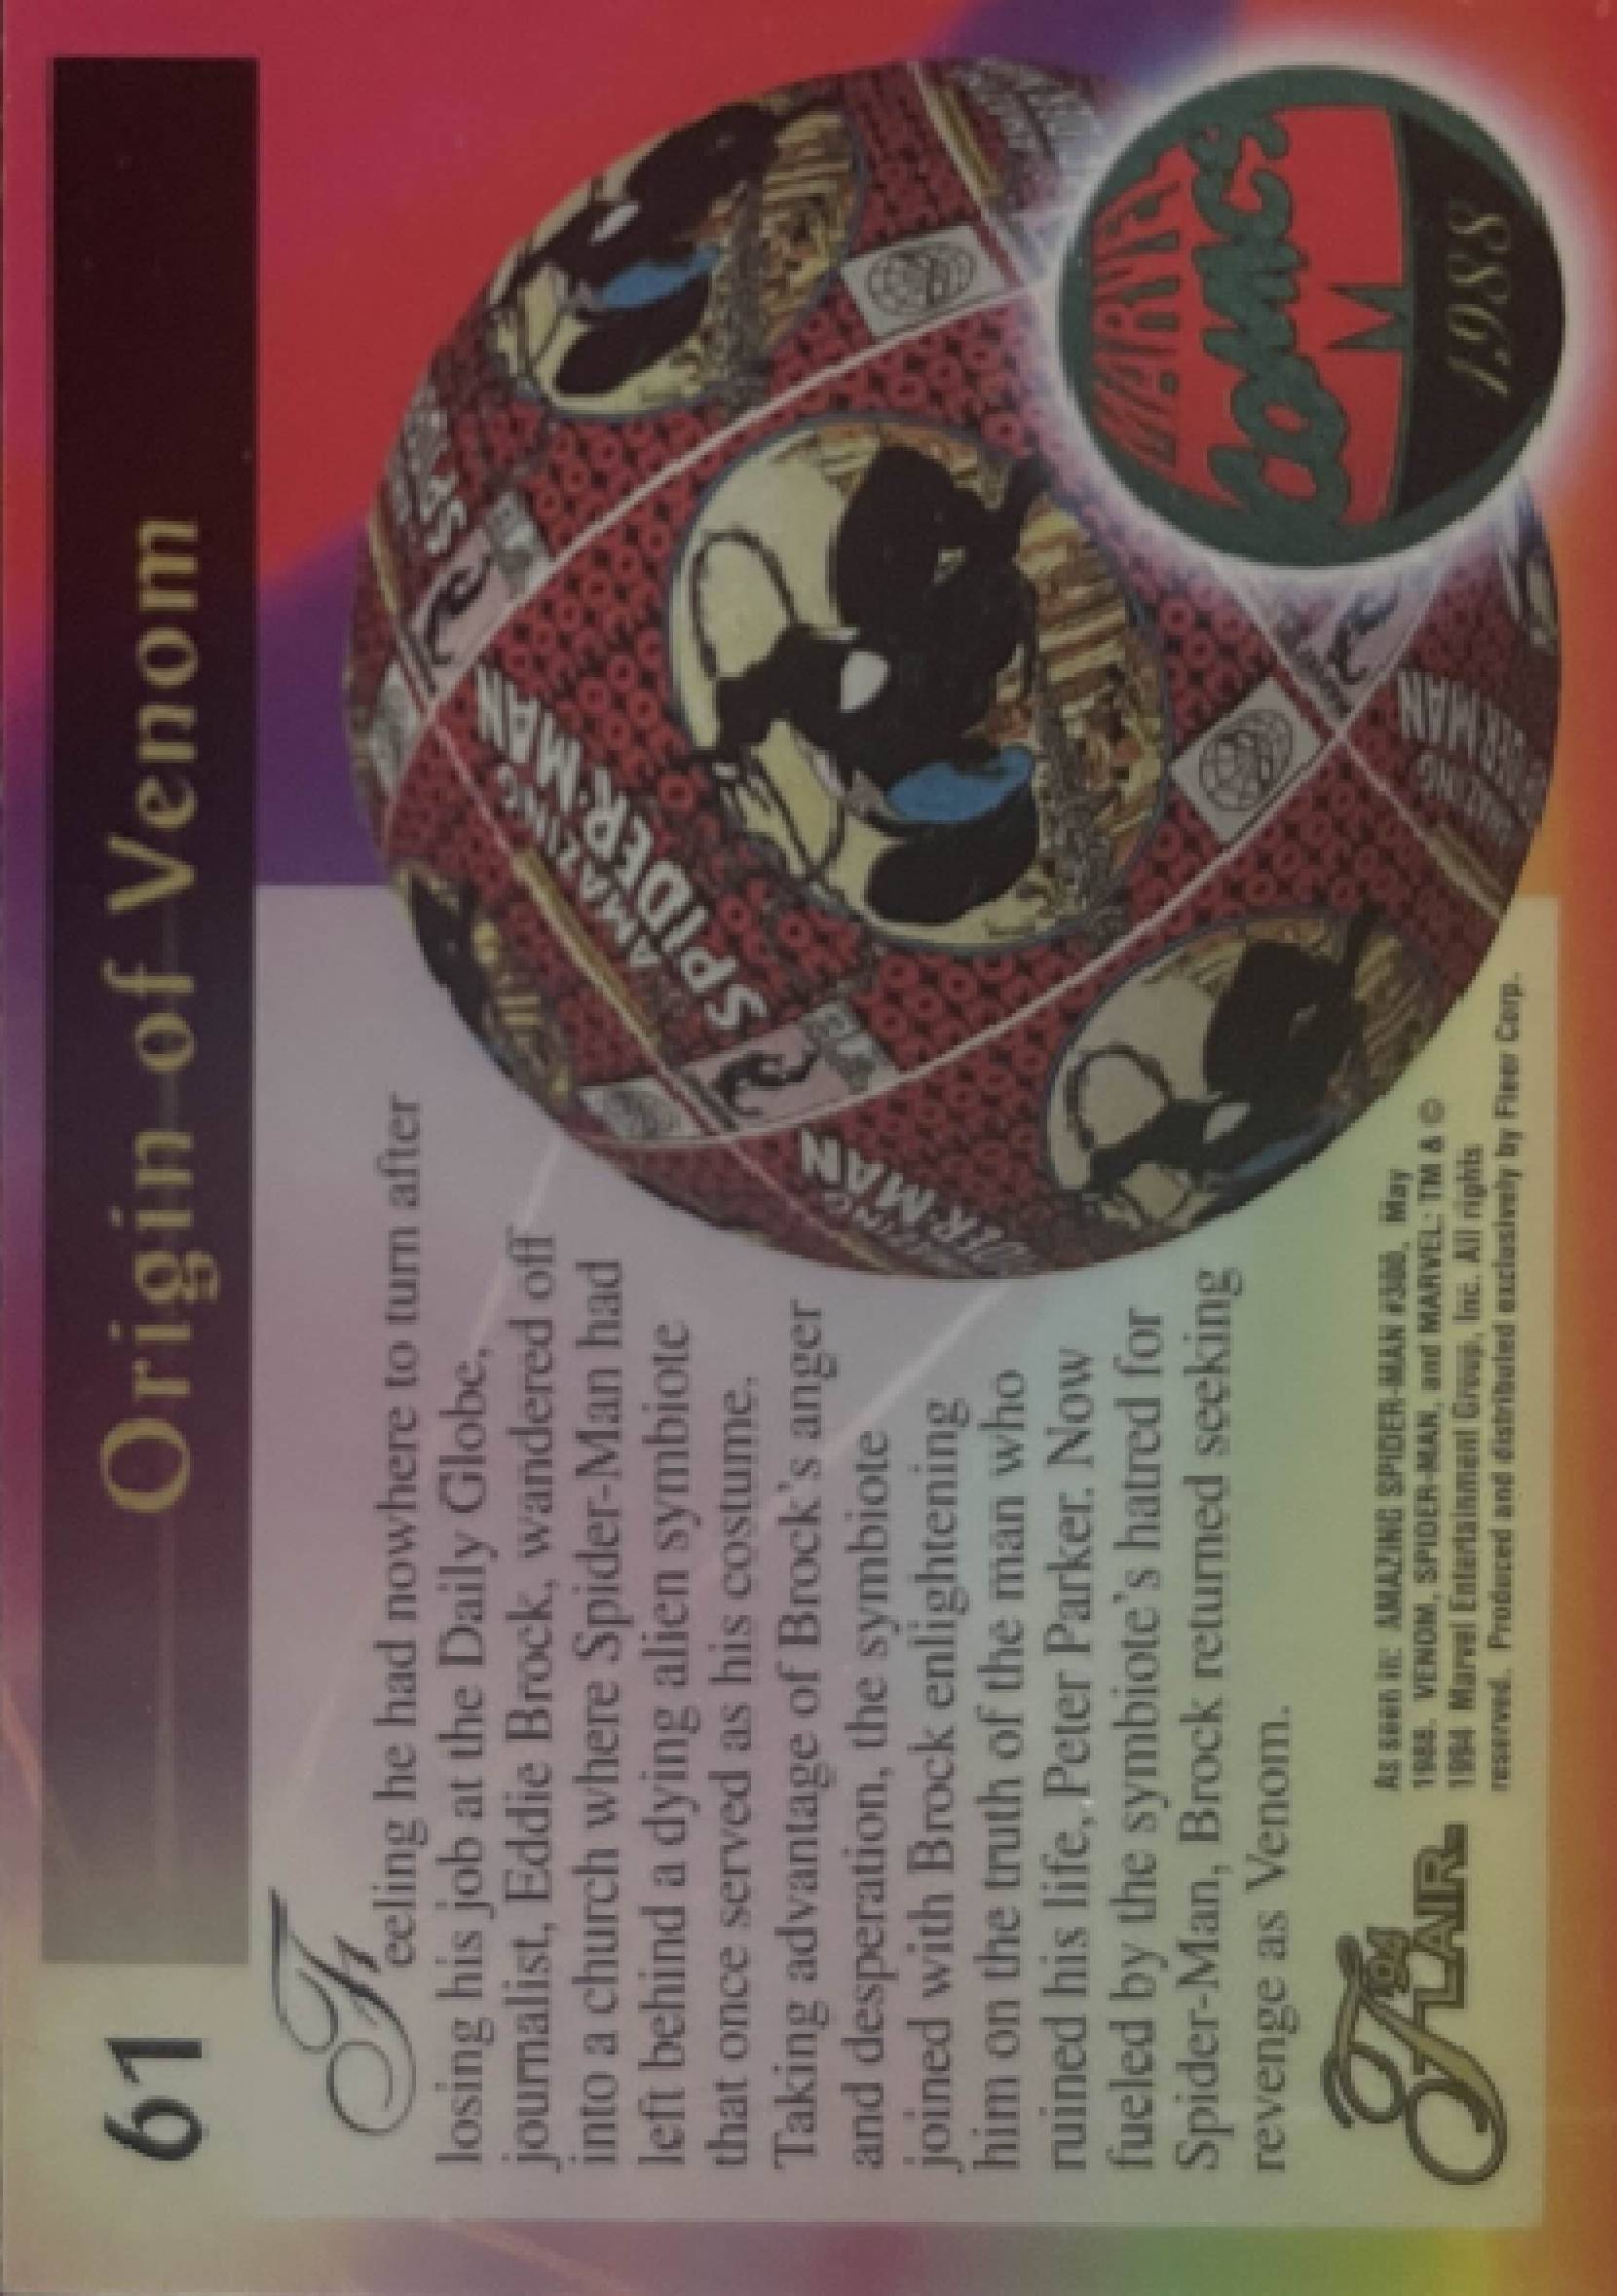 61
Origin of Venom
Feeling he had nowhere to turn after
losing his job at the Daily Globe,
journalist, Eddie Brock, wandered off
into a church where Spider-Man had
left behind a dying alien symbiote
that once served as his costume.
Taking advantage of Brock's anger
and desperation, the symbiote
joined with Brock enlightening
him on the truth of the man who
ruined his life, Peter Parker. Now
fueled by the symbiote's hatred for
Spider-Man, Brock returned seeking
revenge as Venom.
AMAZING
SPIDER-MAN
MARVEL
COMICS
M
1988
'94
FLAIR
As seen in: AMAZING SPIDER-MAN #300, May
1988. VENOM, SPIDER-MAN, and MARVEL: TM & ©
1994 Marvel Entertainment Group, Inc. All rights
reserved. Produced and distributed exclusively by Fleer Corp.